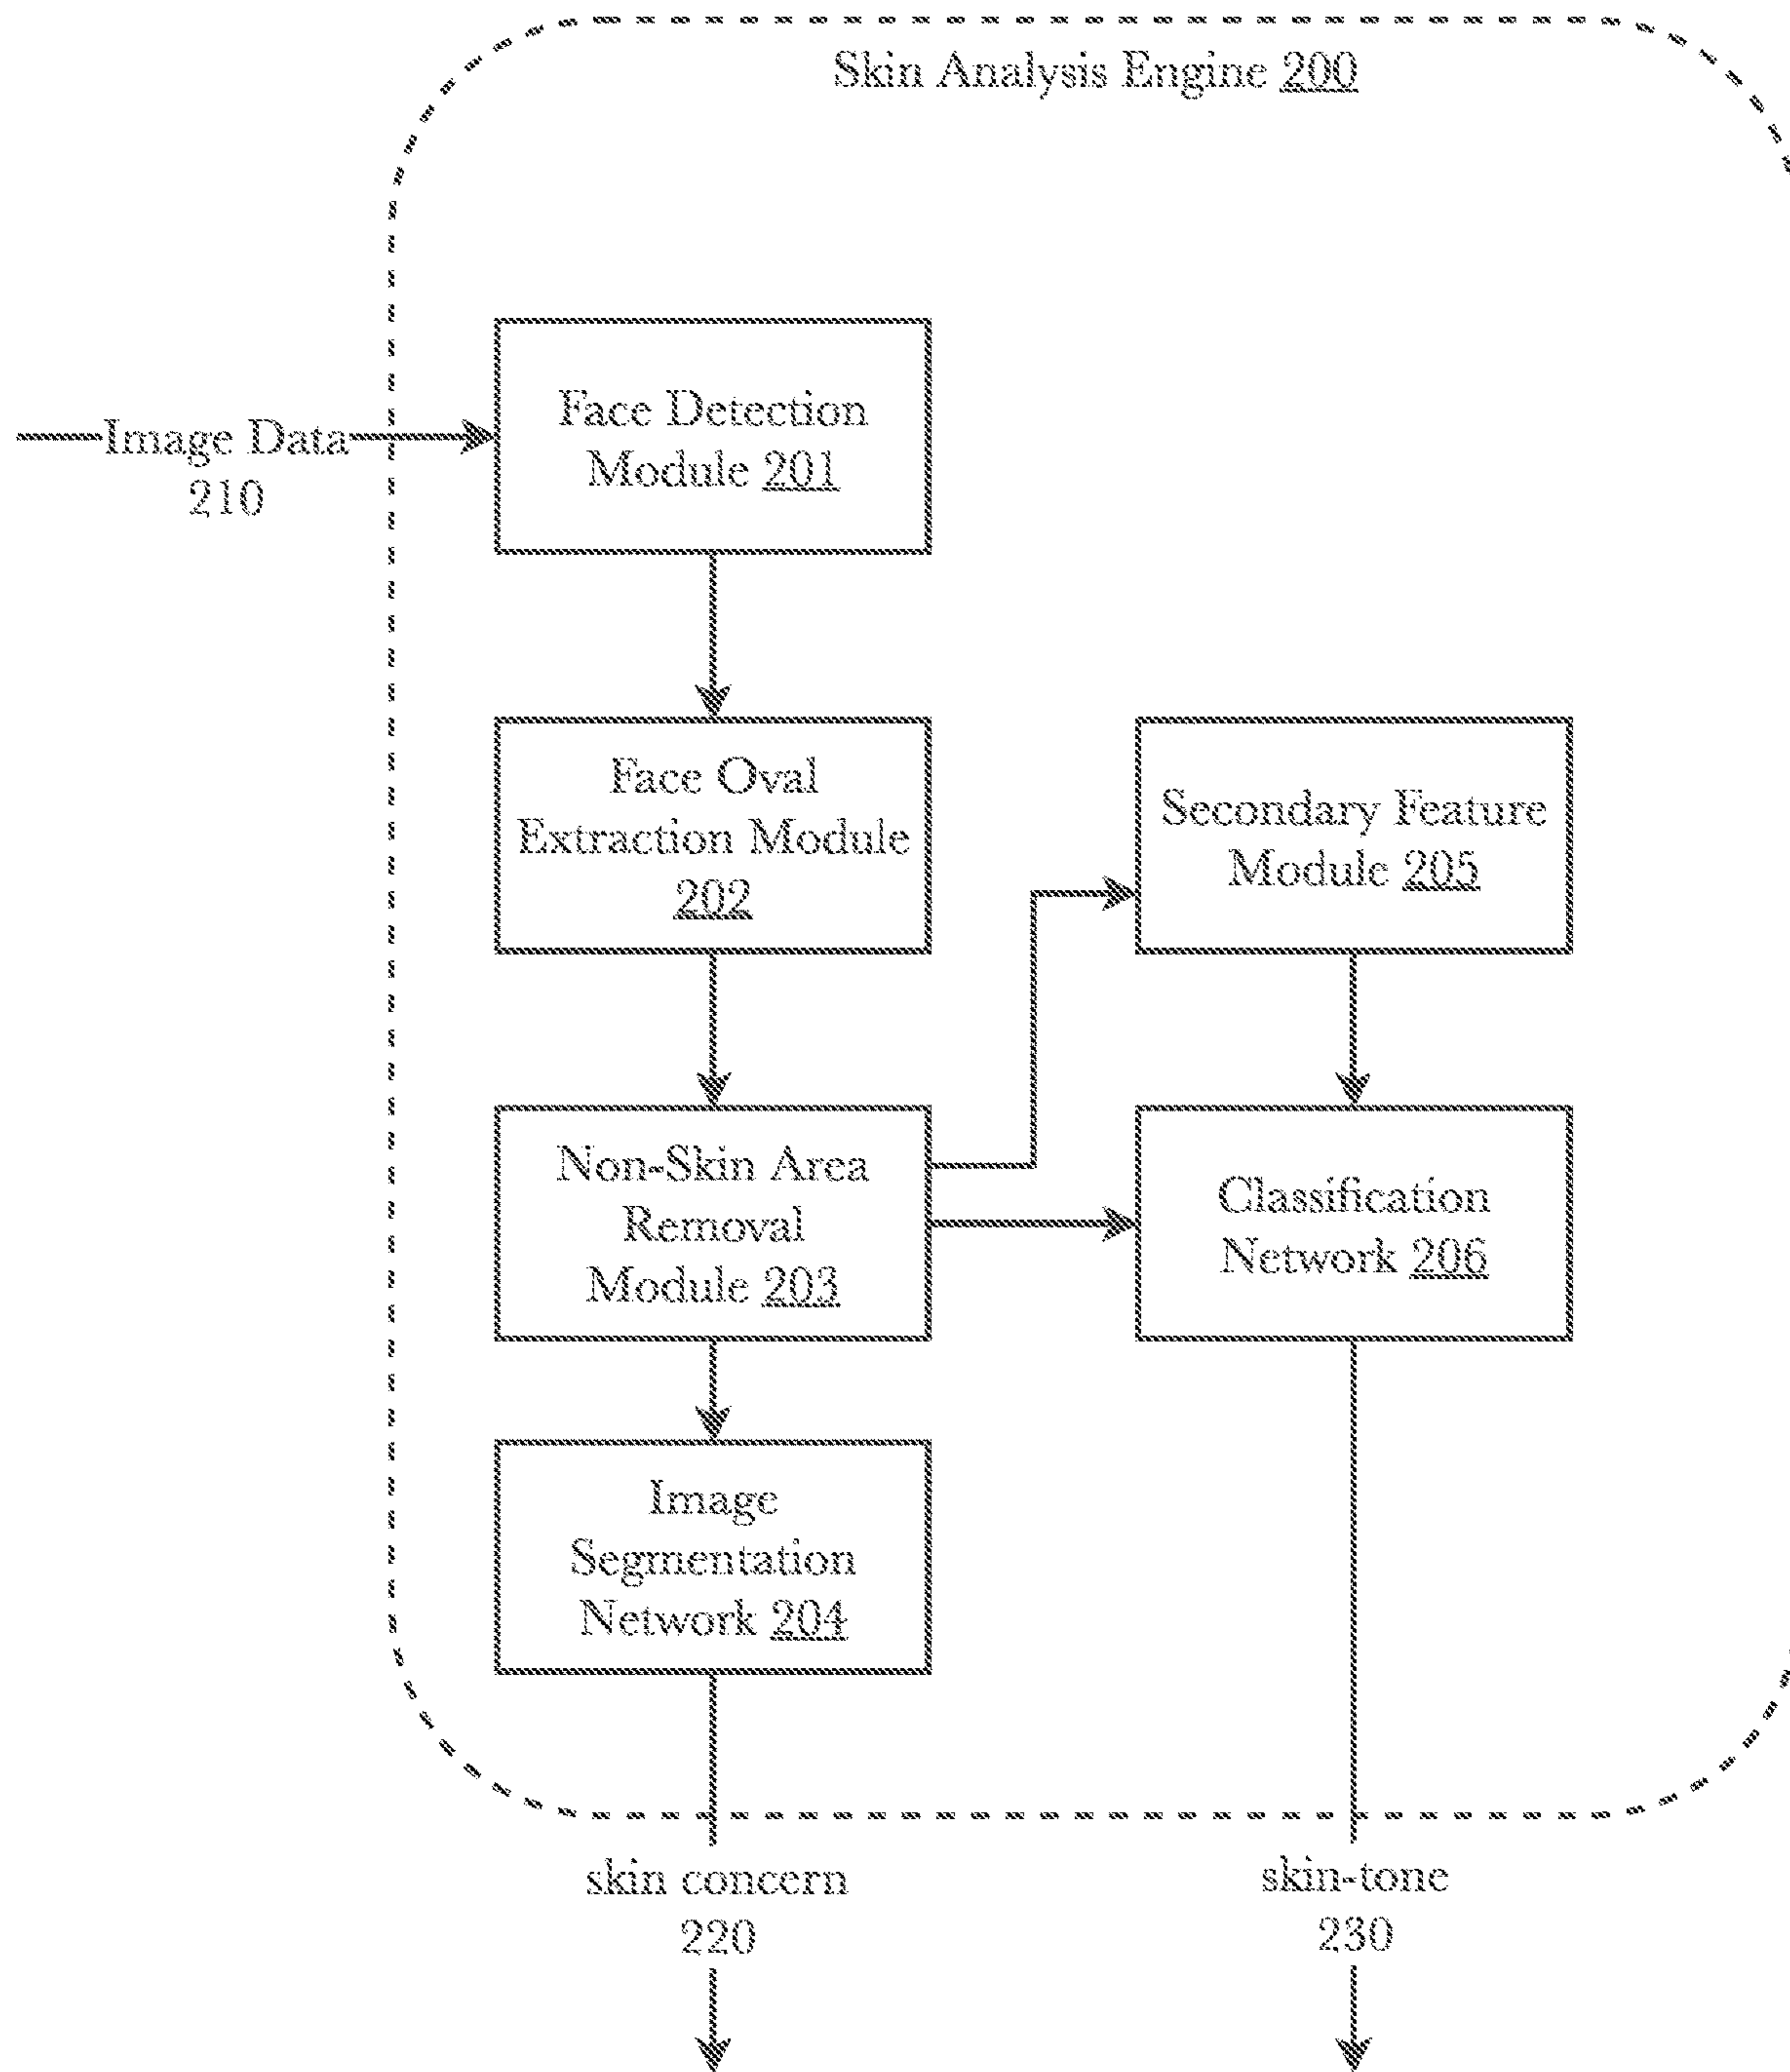 Skin Analysis Engine 200
Image Data
210
Face Detection
Module 201
Face Oval
Extraction Module
202
Secondary Feature
Module 205
Non-Skin Area
Removal
Module 203
Classification
Network 206
Image
Segmentation
Network 204
skin concern
220
skin-tone
230